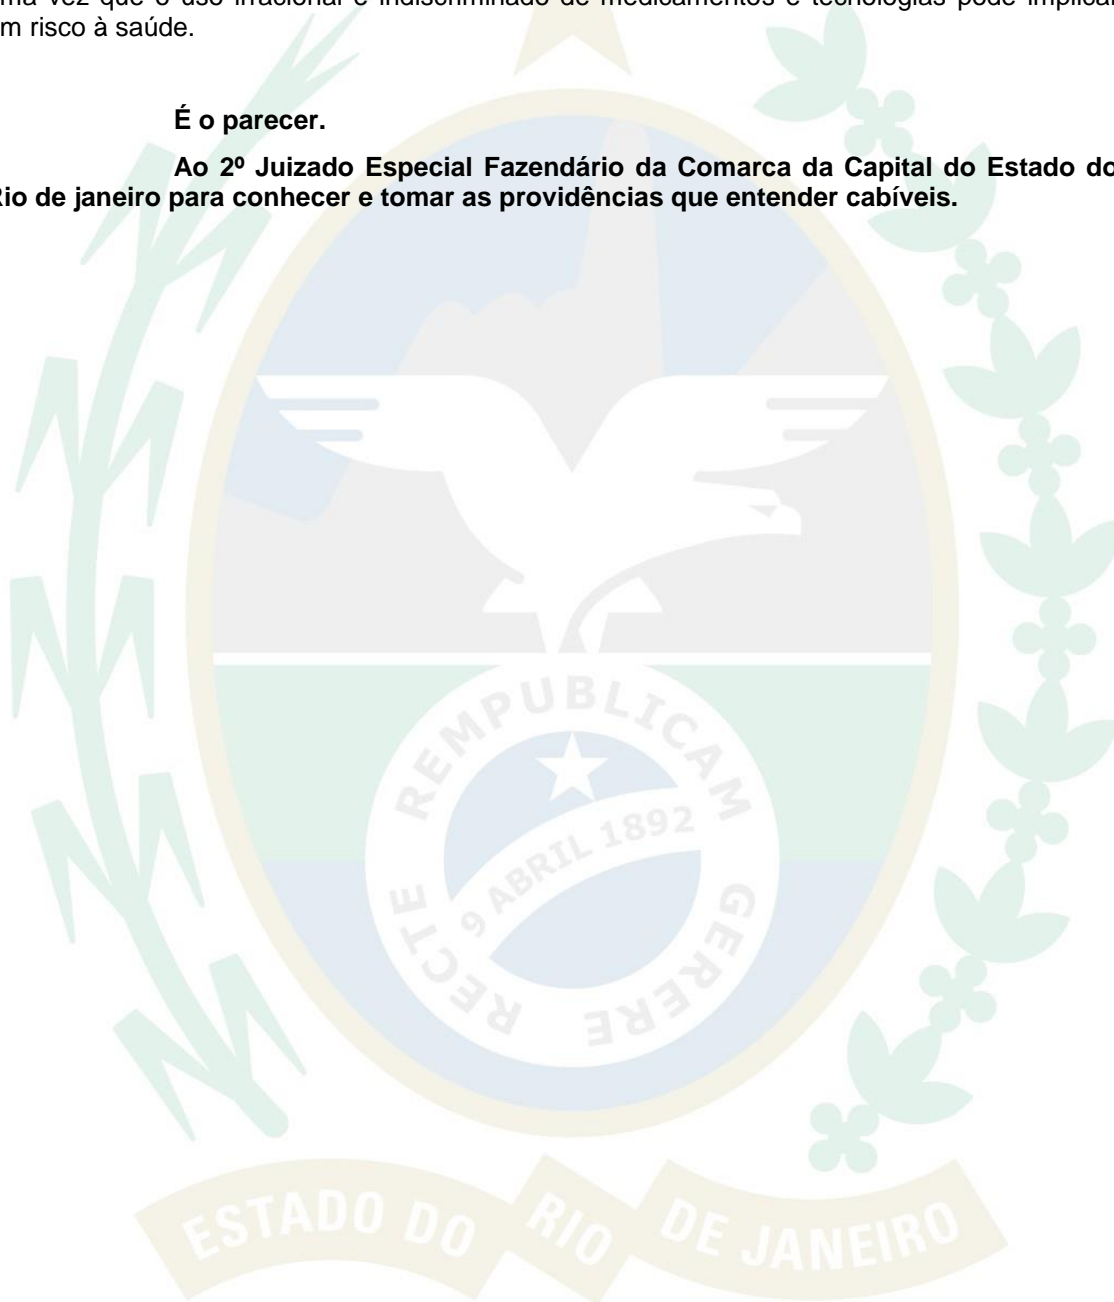 ma vez que o uso irracional e indiscriminado de medicamentos e tecnologias pode implicar
m risco à saúde.
É o parecer.
Ao 2º Juizado Especial Fazendário da Comarca da Capital do Estado do
Rio de janeiro para conhecer e tomar as providências que entender cabíveis.
RECTE REMPUBLICAM GERERE
9 ABRIL 1892
ESTADO DO RIO DE JANEIRO